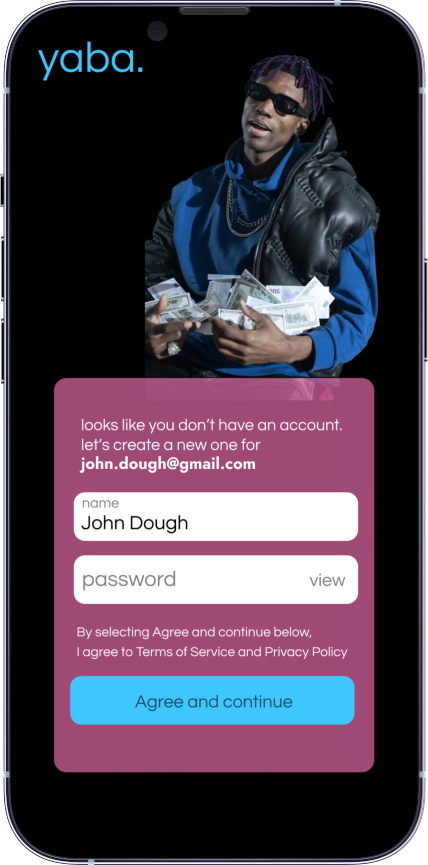 yaba.
looks like you don't have an account.
let's create a new one for
john.dough@gmail.com
name
John Dough
password
view
By selecting Agree and continue below,
I agree to Terms of Service and Privacy Policy
Agree and continue